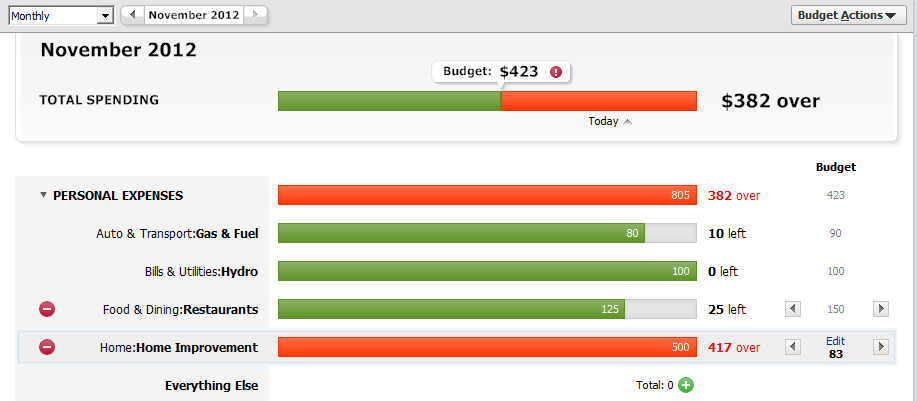 Monthly November 2012 Budget Actions
November 2012
Budget: $423
TOTAL SPENDING $382 over
Today
Budget
PERSONAL EXPENSES 805 382 over 423
Auto & Transport:Gas & Fuel 80 10 left 90
Bills & Utilities:Hydro 100 0 left 100
Food & Dining:Restaurants 125 25 left 150
Home:Home Improvement 500 417 over Edit
83
Everything Else Total: 0